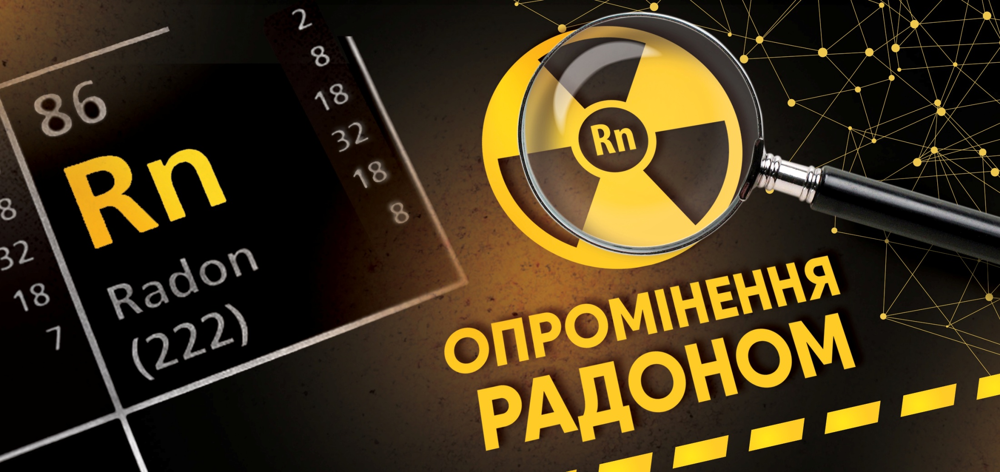 8
32
18
7
86
Rn
Radon
(222)
2
8
18
32
18
8
Rn
ОПРОМІНЕННЯ
РАДОНОМ